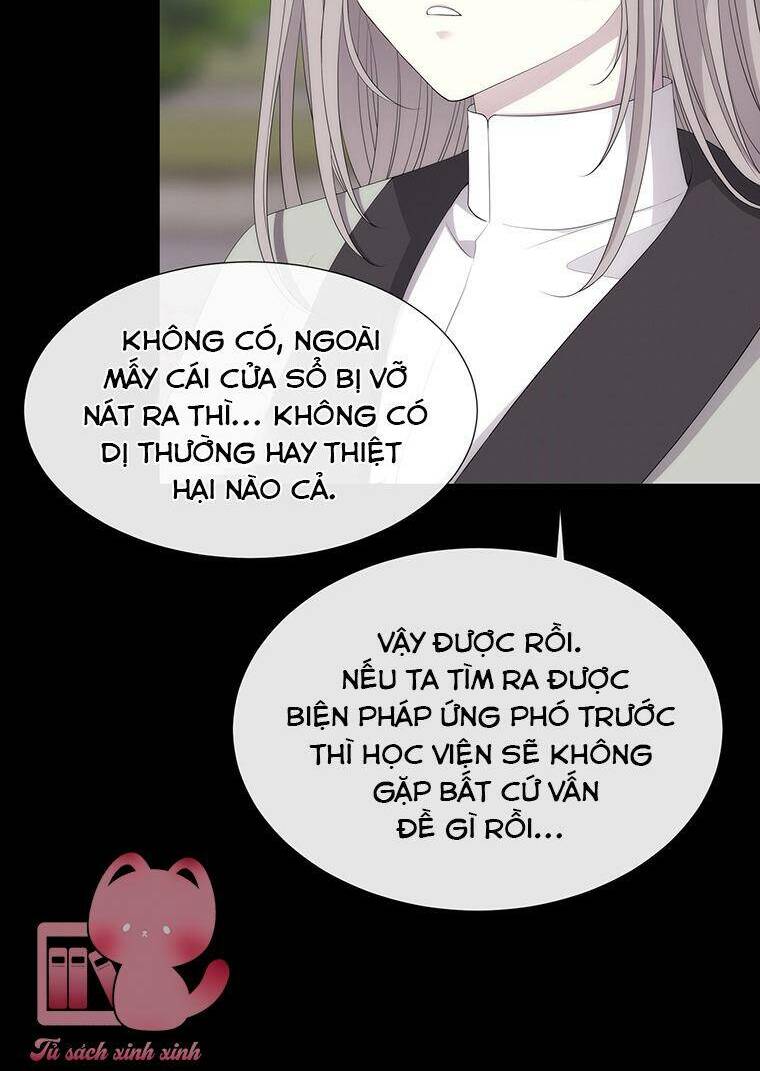 KHÔNG CÓ, NGOÀI
MẤY CÁI CỬA SỔ BỊ VỠ
NÁT RA THÌ... KHÔNG CÓ
DỊ THƯỜNG HAY THIỆT
HẠI NÀO CẢ.
VẬY ĐƯỢC RỒI.
NẾU TA TÌM RA ĐƯỢC
BIỆN PHÁP ỨNG PHÓ TRƯỚC
THÌ HỌC VIỆN SẼ KHÔNG
GẶP BẤT CỨ VẤN
ĐỀ GÌ RỒI...
Tủ sách xinh xinh